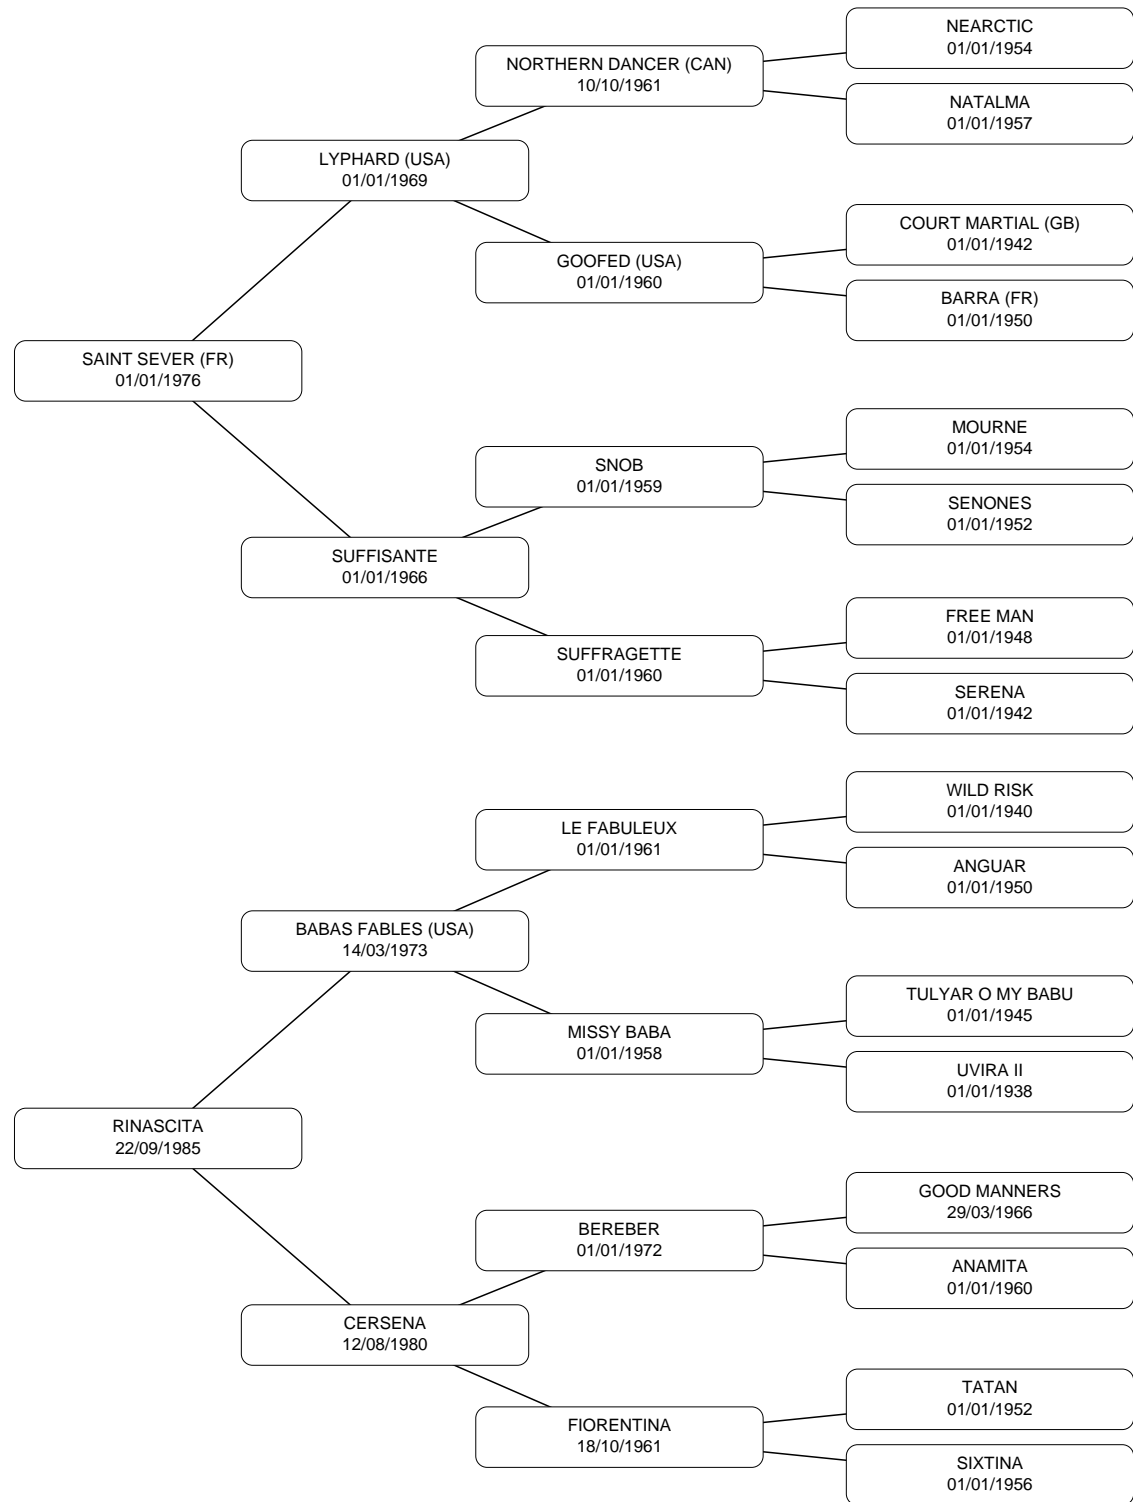 NEARCTIC
01/01/1954
NORTHERN DANCER (CAN)
10/10/1961
NATALMA
01/01/1957
LYPHARD (USA)
01/01/1969
COURT MARTIAL (GB)
01/01/1942
GOOFED (USA)
01/01/1960
BARRA (FR)
01/01/1950
SAINT SEVER (FR)
01/01/1976
MOURNE
01/01/1954
SNOB
01/01/1959
SENONES
01/01/1952
SUFFISANTE
01/01/1966
FREE MAN
01/01/1948
SUFFRAGETTE
01/01/1960
SERENA
01/01/1942
WILD RISK
01/01/1940
LE FABULEUX
01/01/1961
ANGUAR
01/01/1950
BABAS FABLES (USA)
14/03/1973
TULYAR O MY BABU
01/01/1945
MISSY BABA
01/01/1958
UVIRA II
01/01/1938
RINASCITA
22/09/1985
GOOD MANNERS
29/03/1966
BEREBER
01/01/1972
ANAMITA
01/01/1960
CERSENA
12/08/1980
TATAN
01/01/1952
FIORENTINA
18/10/1961
SIXTINA
01/01/1956